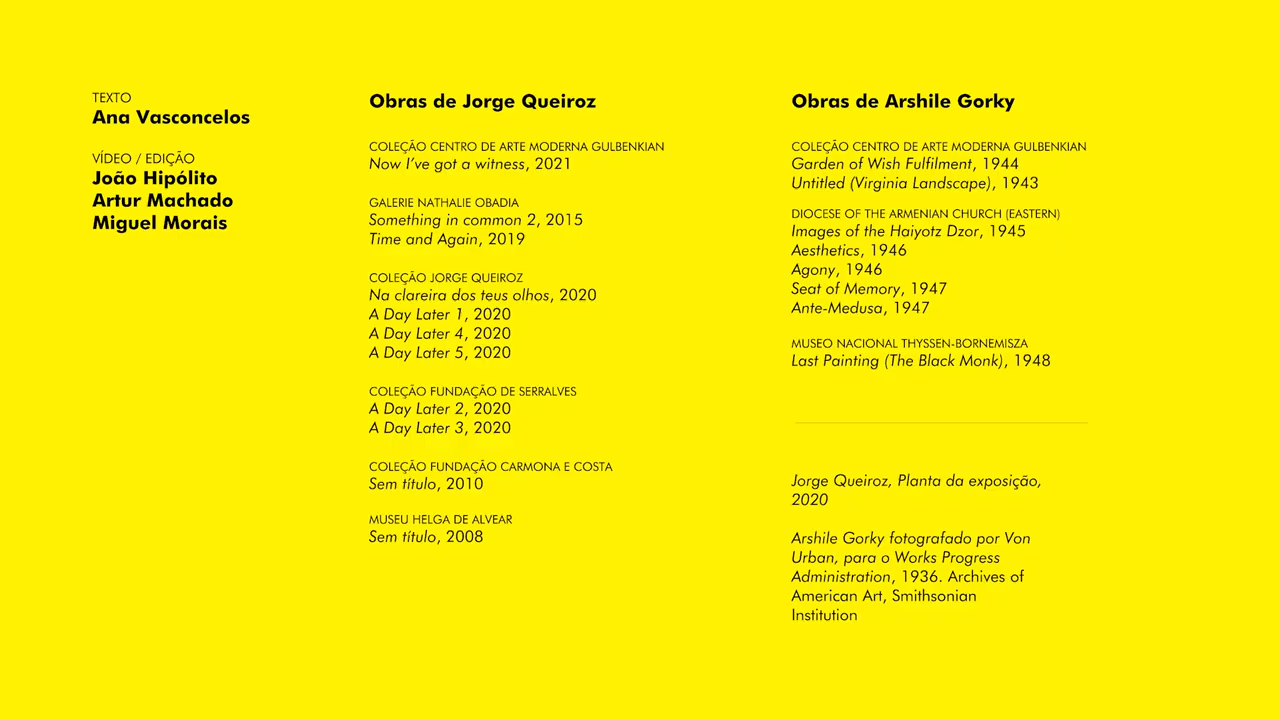 TEXTO
Ana Vasconcelos
VÍDEO / EDIÇÃO
João Hipólito
Artur Machado
Miguel Morais
Obras de Jorge Queiroz
COLEÇÃO CENTRO DE ARTE MODERNA GULBENKIAN
Now I've got a witness, 2021
GALERIE NATHALIE OBADIA
Something in common 2, 2015
Time and Again, 2019
COLEÇÃO JORGE QUEIROZ
Na clareira dos teus olhos, 2020
A Day Later 1, 2020
A Day Later 4, 2020
A Day Later 5, 2020
COLEÇÃO FUNDAÇÃO DE SERRALVES
A Day Later 2, 2020
A Day Later 3, 2020
COLEÇÃO FUNDAÇÃO CARMONA E COSTA
Sem título, 2010
MUSEU HELGA DE ALVEAR
Sem título, 2008
Obras de Arshile Gorky
COLEÇÃO CENTRO DE ARTE MODERNA GULBENKIAN
Garden of Wish Fulfilment, 1944
Untitled (Virginia Landscape), 1943
DIOCESE OF THE ARMENIAN CHURCH (EASTERN)
Images of the Haiyotz Dzor, 1945
Aesthetics, 1946
Agony, 1946
Seat of Memory, 1947
Ante-Medusa, 1947
MUSEO NACIONAL THYSSEN-BORNEMISZA
Last Painting (The Black Monk), 1948
Jorge Queiroz, Planta da exposição,
2020
Arshile Gorky fotografado por Von
Urban, para o Works Progress
Administration, 1936. Archives of
American Art, Smithsonian
Institution